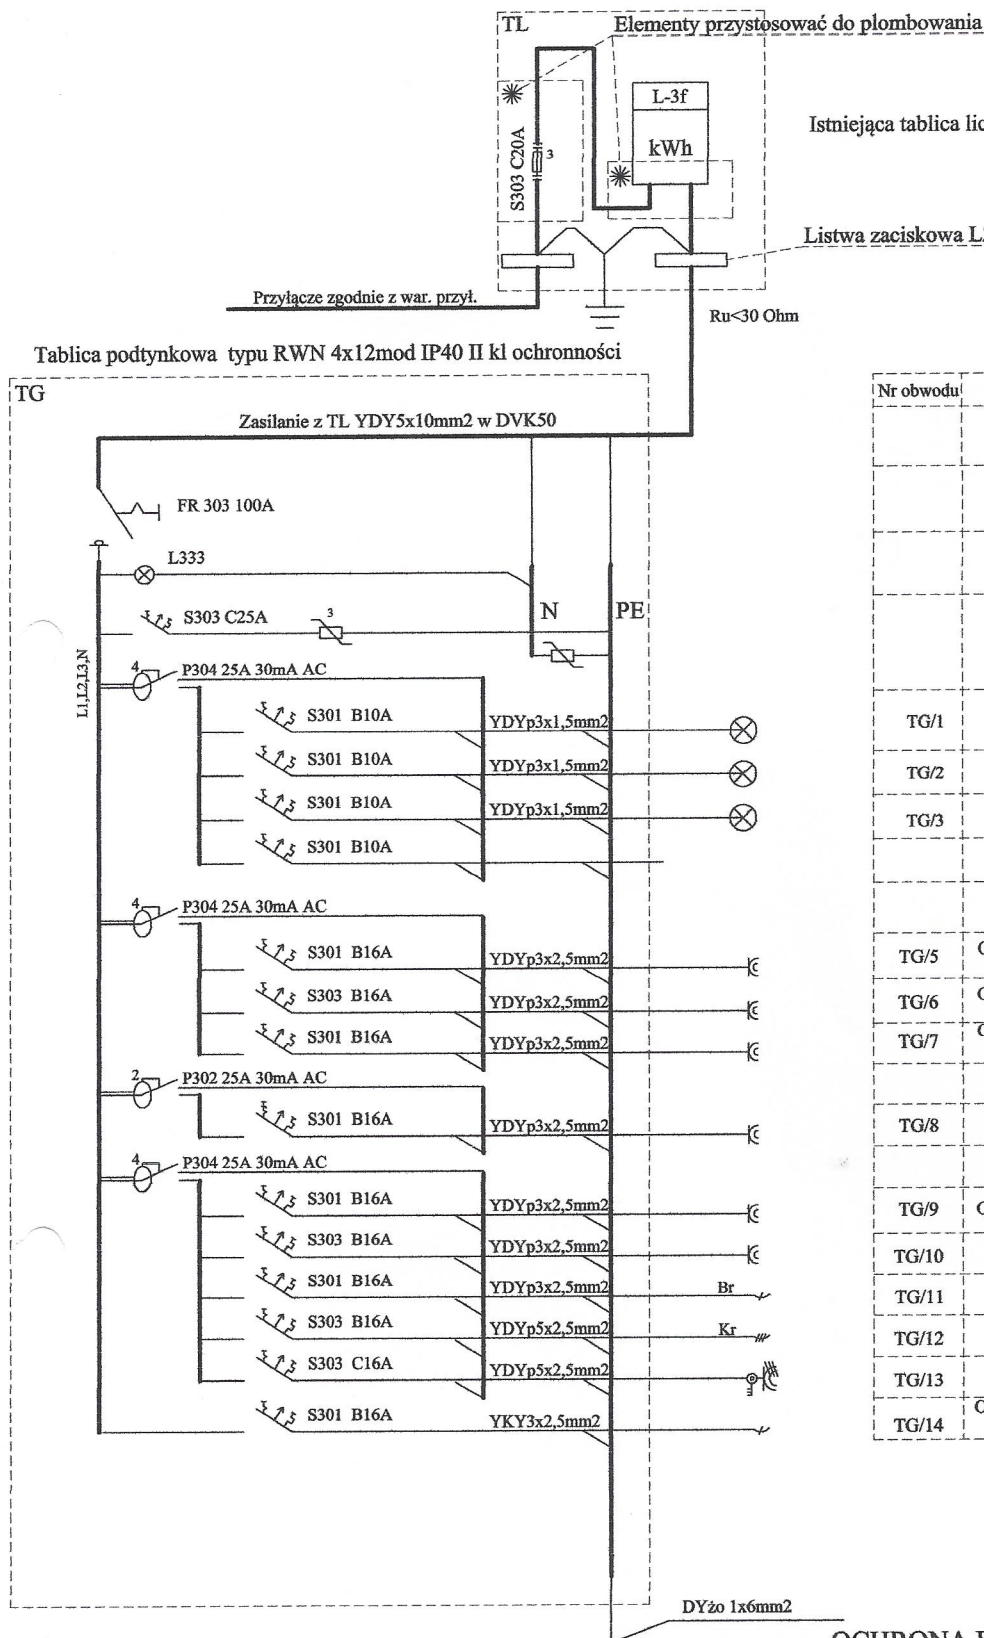 TL
Elementy przystosować do plombowania
L-3f
kWh
S303 C20A
3
Istniejąca tablica
Listwa zaciskowa
Przyłącze zgodnie z war. przył.
Ru<30 Ohm
Tablica podtynkowa typu RWN 4x12mod IP40 II kl ochronności
TG
Zasilanie z TL YDY5x10mm2 w DVK50
Nr obwodu
FR 303 100A
L333
S303 C25A
3
N
PE
L1,L2,L3,N
4
P304 25A 30mA AC
S301 B10A
YDYp3x1,5mm2
TG/1
S301 B10A
YDYp3x1,5mm2
TG/2
S301 B10A
YDYp3x1,5mm2
TG/3
S301 B10A
4
P304 25A 30mA AC
S301 B16A
YDYp3x2,5mm2
TG/5
S303 B16A
YDYp3x2,5mm2
TG/6
S301 B16A
YDYp3x2,5mm2
TG/7
2
P302 25A 30mA AC
S301 B16A
YDYp3x2,5mm2
TG/8
4
P304 25A 30mA AC
S301 B16A
YDYp3x2,5mm2
TG/9
S303 B16A
YDYp3x2,5mm2
TG/10
S301 B16A
YDYp3x2,5mm2
Br
TG/11
S303 B16A
YDYp5x2,5mm2
Kr
TG/12
S303 C16A
YDYp5x2,5mm2
TG/13
S301 B16A
YKY3x2,5mm2
TG/14
DYżo 1x6mm2
OCHRONA